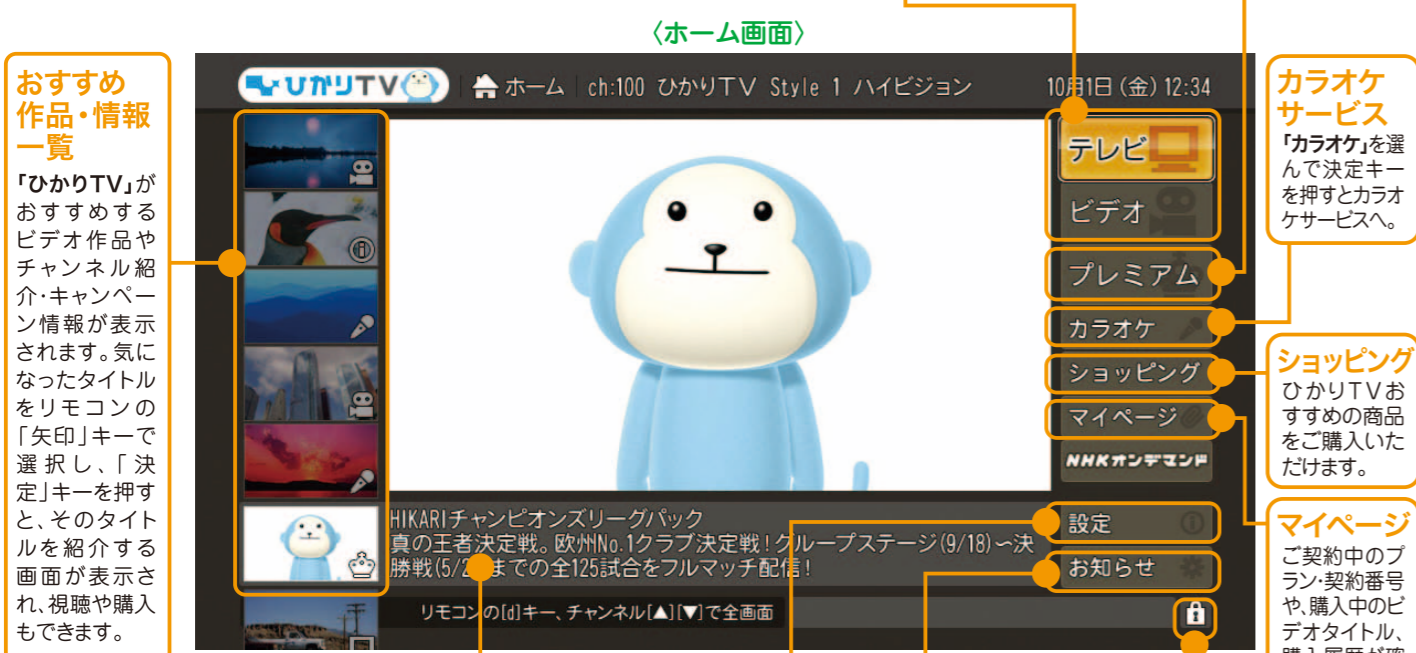 〈ホーム画面〉
おすすめ
作品・情報
一覧
「ひかりTV」が
おすすめする
ビデオ作品や
チャンネル紹
介・キャンペー
ン情報が表示
されます。気に
なったタイトル
をリモコンの
「矢印」キーで
選択し、「決
定」キーを押す
と、そのタイト
ルを紹介する
画面が表示さ
れ、視聴や購入
もできます。
ひかりTV
ホーム
ch:100 ひかりTV Style 1 ハイビジョン
10月1日(金)12:34
テレビ
ビデオ
プレミアム
カラオケ
ショッピング
マイページ
NHKオンデマンド
設定
お知らせ
HIKARIチャンピオンズリーグパック
真の王者決定戦。欧州No.1クラブ決定戦!グループステージ(9/18)〜決
勝戦(5/2 までの全125試合をフルマッチ配信!
リモコンの[d]キー、チャンネル[▲][▼]で全画面
カラオケ
サービス
「カラオケ」を選
んで決定キー
を押すとカラオ
ケサービスへ。
ショッピング
ひかりTVお
すすめの商品
をご購入いた
だけます。
マイページ
ご契約中のプ
ラン・契約番号
や、購入中のビ
デオタイトル、
購入履歴が確